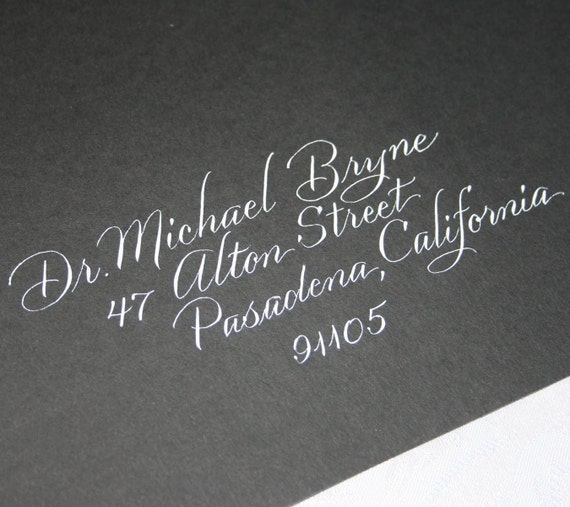 Dr. Michael Bryne
47 Alton Street
Pasadena, California
91105